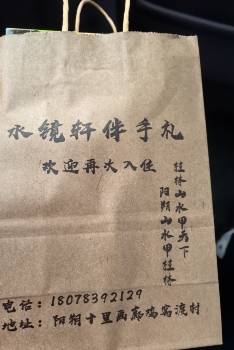 水镜轩伴手礼
欢迎再次入住
桂林山水甲天下
阳朔山水甲桂林
电话：18078392129
地址：阳朔十里画廊鸡窝渡村